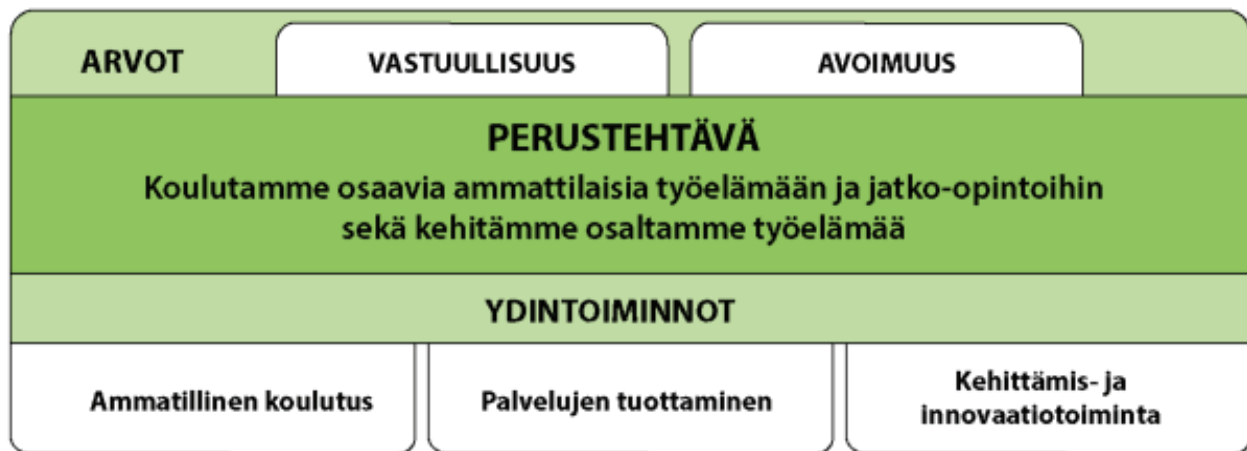 ARVOT
VASTUULLISUUS
AVOIMUUS
PERUSTEHTÄVÄ
Koulutamme osaavia ammattilaisia työelämään ja jatko-opintoihin
sekä kehitämme osaltamme työelämää
YDINTOIMINNOT
Ammatillinen koulutus
Palvelujen tuottaminen
Kehittämis- ja
innovaatiotoiminta